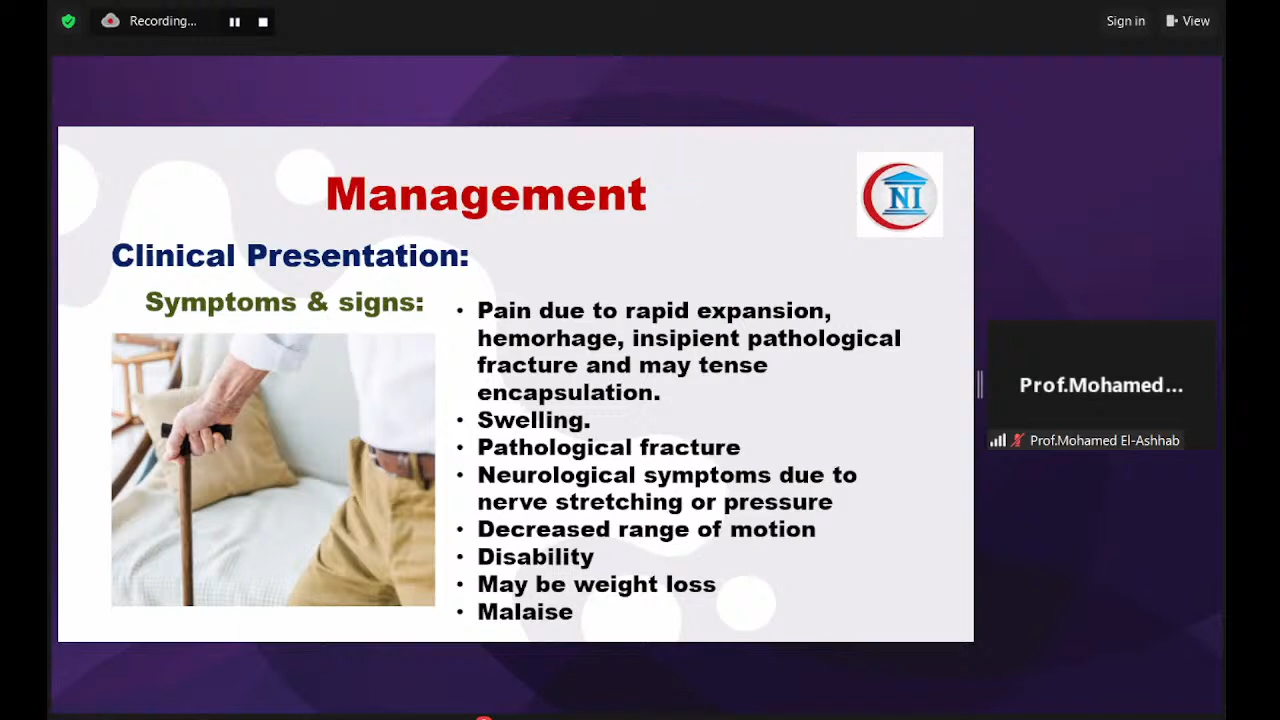 Recording...
Sign in
View
Management
NI
Clinical Presentation:
Symptoms & signs:
• Pain due to rapid expansion,
hemorrhage, insipient pathological
fracture and may tense
encapsulation.
• Swelling.
• Pathological fracture
• Neurological symptoms due to
nerve stretching or pressure
• Decreased range of motion
• Disability
• May be weight loss
• Malaise
Prof.Mohamed ...
Prof.Mohamed El-Ashhab